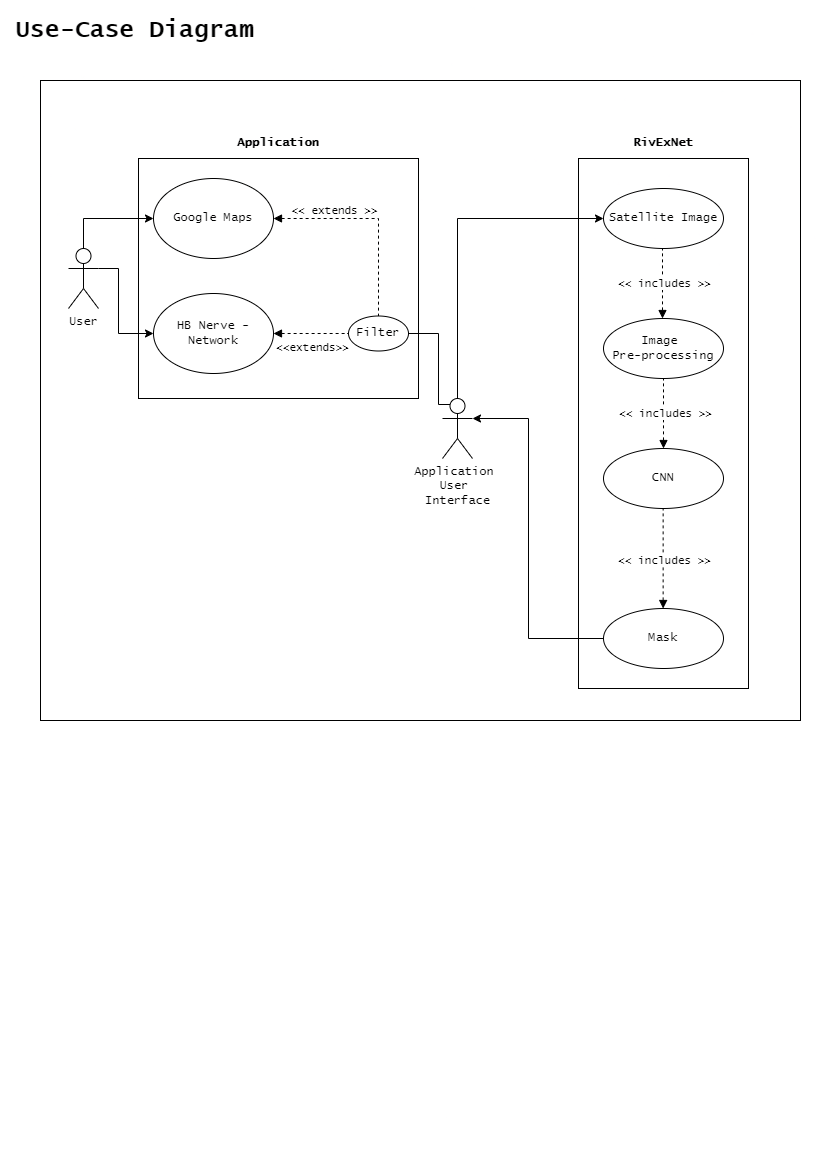 Use-Case Diagram
Application
RivExNet
Google Maps
<< extends >>
Satellite Image
User
<< includes >>
HB Nerve -
Network
Filter
<<extends>>
Image
Pre-processing
<< includes >>
Application
User
Interface
CNN
<< includes >>
Mask